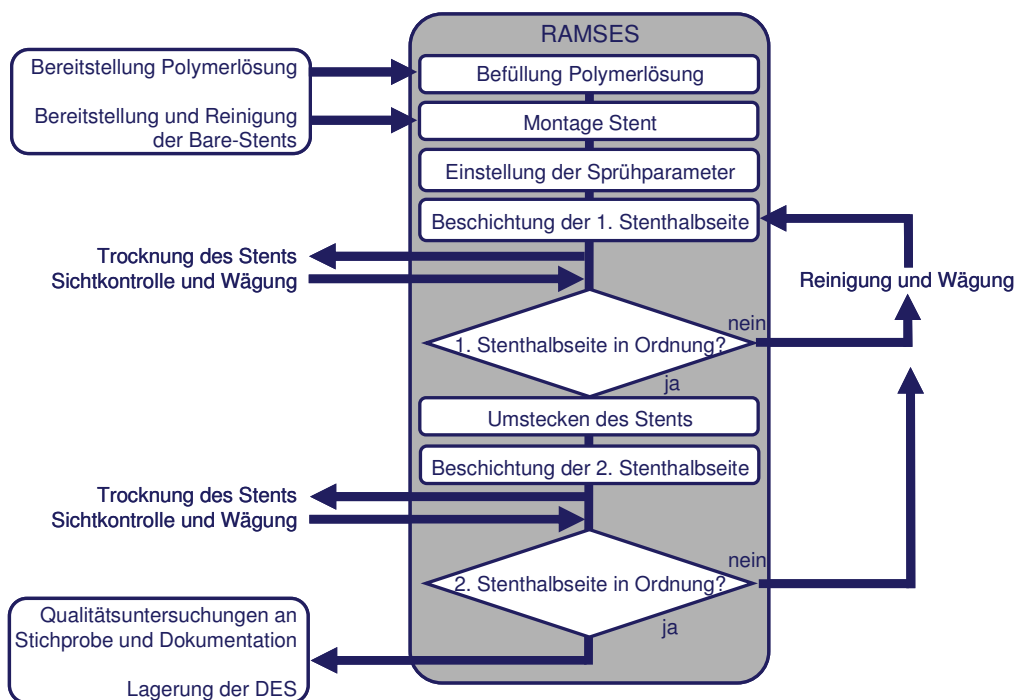 RAMSES
Bereitstellung Polymerlösung
Bereitstellung und Reinigung
der Bare-Stents
Befüllung Polymerlösung
Montage Stent
Einstellung der Sprühparameter
Beschichtung der 1. Stenthalbseite
Trocknung des Stents
Sichtkontrolle und Wägung
Reinigung und Wägung
1. Stenthalbseite in Ordnung?
nein
ja
Umstecken des Stents
Beschichtung der 2. Stenthalbseite
Trocknung des Stents
Sichtkontrolle und Wägung
2. Stenthalbseite in Ordnung?
nein
ja
Qualitätsuntersuchungen an
Stichprobe und Dokumentation
Lagerung der DES